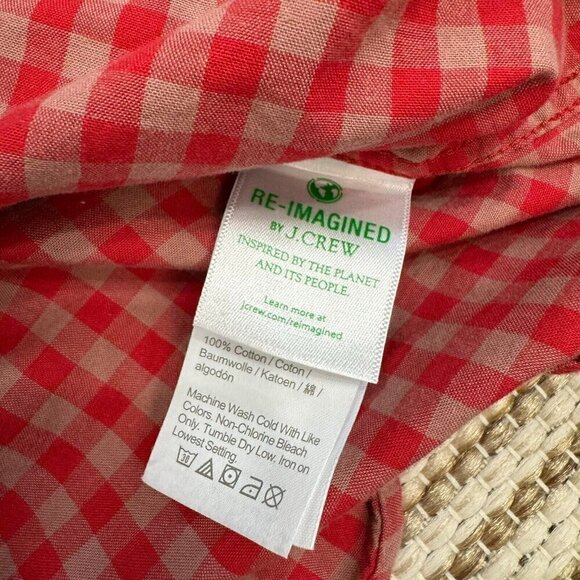 RE-IMAGINED
BY J.CREW
INSPIRED BY THE PLANET
AND ITS PEOPLE.
Learn more at
jcrew.com/reimagined
100% Cotton / Coton /
Baumwolle / Katoen / 綿 /
algodón
Machine Wash Cold With Like
Colors. Non-Chlorine Bleach
Only. Tumble Dry Low. Iron on
Lowest Setting